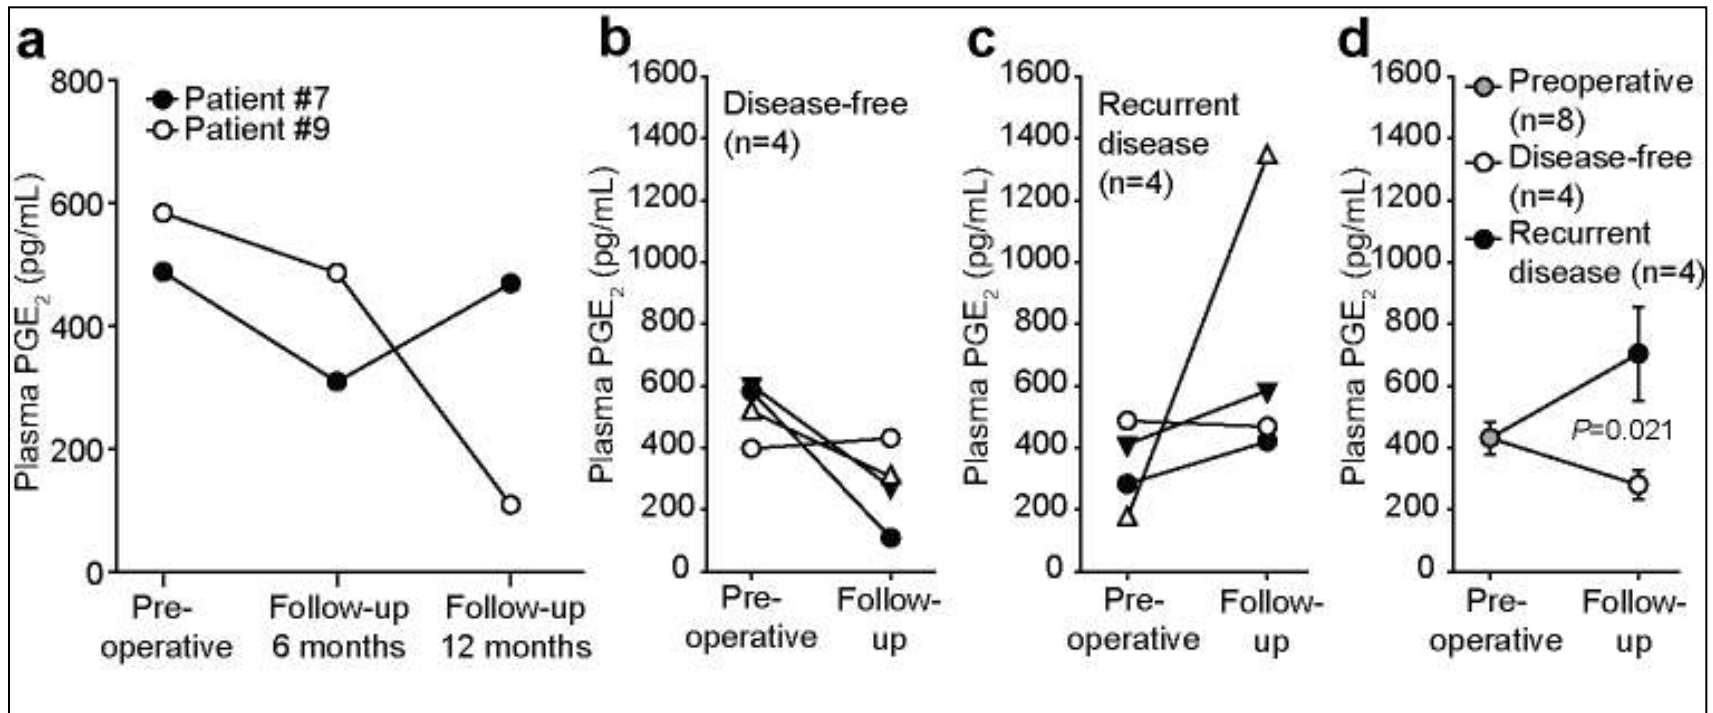 a
800
600
400
200
0
Plasma PGE2 (pg/mL)
Patient #7
Patient #9
Pre-
operative
Follow-up
6 months
Follow-up
12 months
b
1600
1400
1200
1000
800
600
400
200
0
Plasma PGE2 (pg/mL)
Disease-free
(n=4)
Pre-
operative
Follow-
up
c
1600
1400
1200
1000
800
600
400
200
0
Plasma PGE2 (pg/mL)
Recurrent
disease
(n=4)
Pre-
operative
Follow-
up
d
1600
1400
1200
1000
800
600
400
200
0
Plasma PGE2 (pg/mL)
Preoperative
(n=8)
Disease-free
(n=4)
Recurrent
disease (n=4)
P=0.021
Pre-
operative
Follow-
up